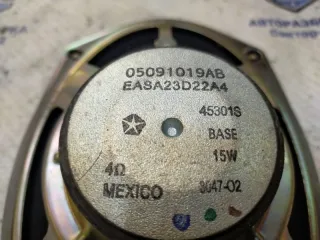 05091019AB
EASA23D22A4
45301S
BASE
15W
4Ω
MEXICO
3047-02